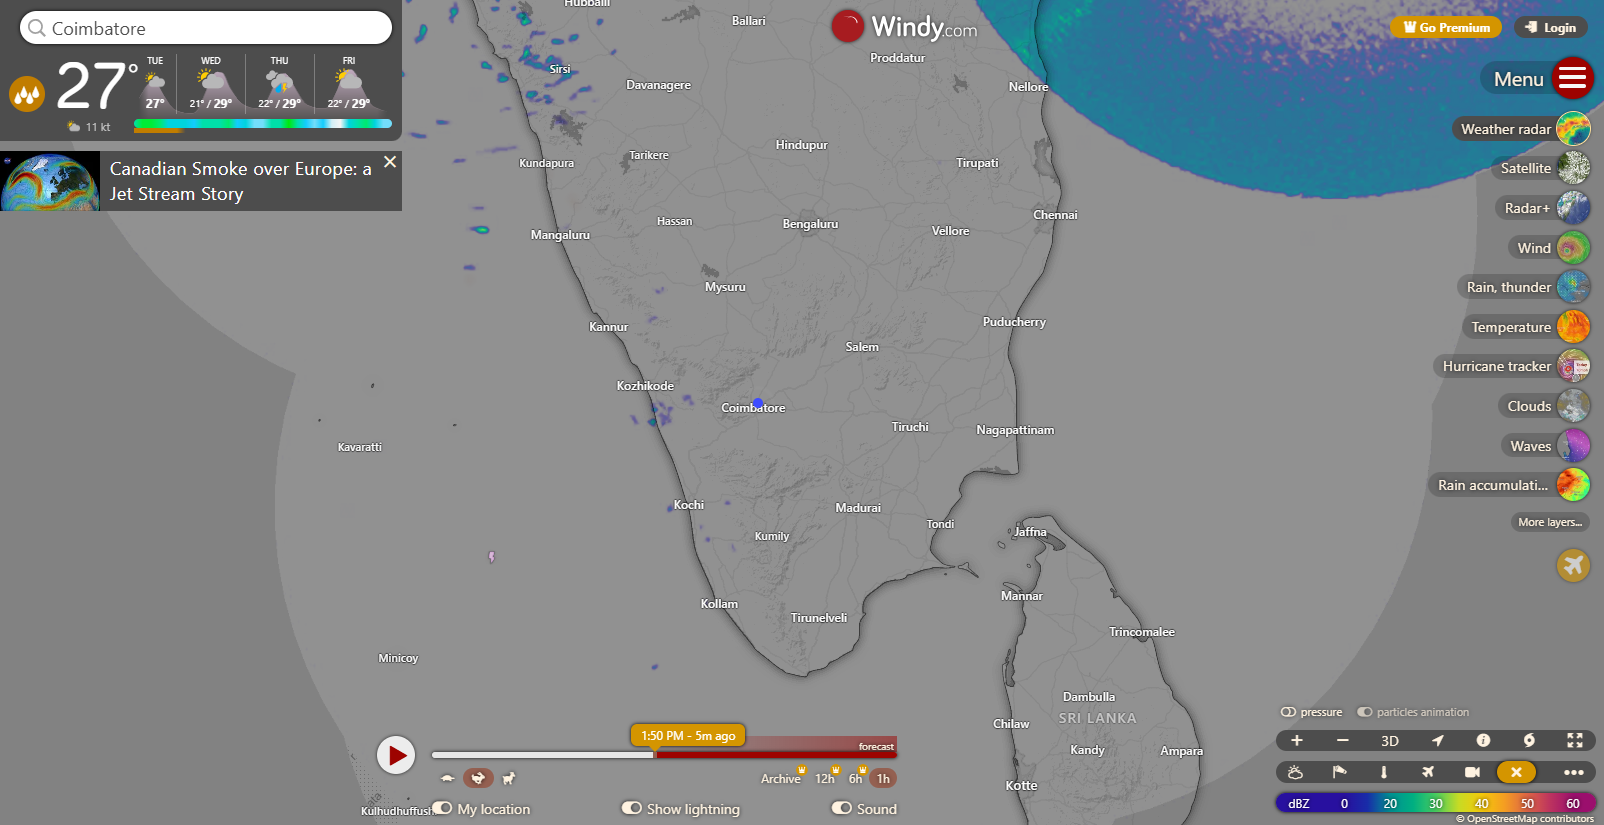 Coimbatore
27°
11 kt
TUE
27°
WED
21° / 29°
THU
22° / 29°
FRI
22° / 29°
Canadian Smoke over Europe: a
Jet Stream Story
Windy.com
Go Premium
Login
Menu
Weather radar
Satellite
Radar+
Wind
Rain, thunder
Temperature
Hurricane tracker
Clouds
Waves
Rain accumulati...
More layers...
Hubballi
Ballari
Proddatur
Sirsi
Davanagere
Nellore
Hindupur
Kundapura
Tarikere
Tirupati
Mangaluru
Hassan
Bengaluru
Vellore
Chennai
Mysuru
Kannur
Puducherry
Salem
Kozhikode
Coimbatore
Tiruchi
Nagapattinam
Kavaratti
Kochi
Madurai
Tondi
Kumily
Jaffna
Kollam
Tirunelveli
Mannar
Trincomalee
Minicoy
Dambulla
SRI LANKA
Chilaw
Kandy
Ampara
Kotte
Kulhudhuffushi
1:50 PM - 5m ago
forecast
Archive
12h
6h
1h
My location
Show lightning
Sound
pressure
particles animation
3D
dBZ 0 20 30 40 50 60
© OpenStreetMap contributors